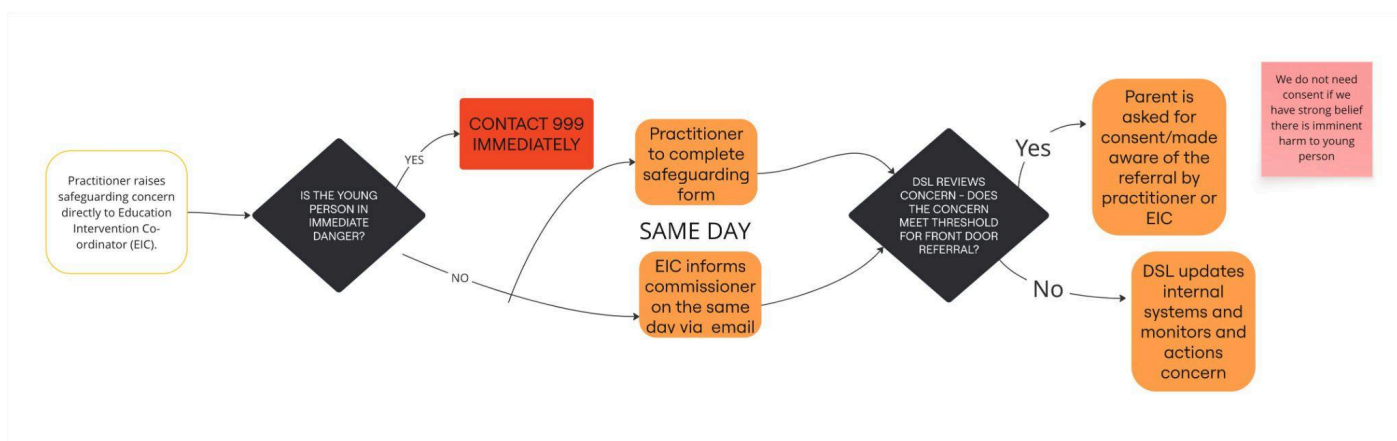 Practitioner raises
safeguarding concern
directly to Education
Intervention Co-
ordinator (EIC).
IS THE YOUNG
PERSON IN
IMMEDIATE
DANGER?
YES
CONTACT 999
IMMEDIATELY
NO
Practitioner
to complete
safeguarding
form
SAME DAY
EIC informs
commissioner
on the same
day via email
DSL REVIEWS
CONCERN - DOES
THE CONCERN
MEET THRESHOLD
FOR FRONT DOOR
REFERRAL?
Yes
Parent is
asked for
consent/made
aware of the
referral by
practitioner or
EIC
No
DSL updates
internal
systems and
monitors and
actions
concern
We do not need
consent if we
have strong belief
there is imminent
harm to young
person